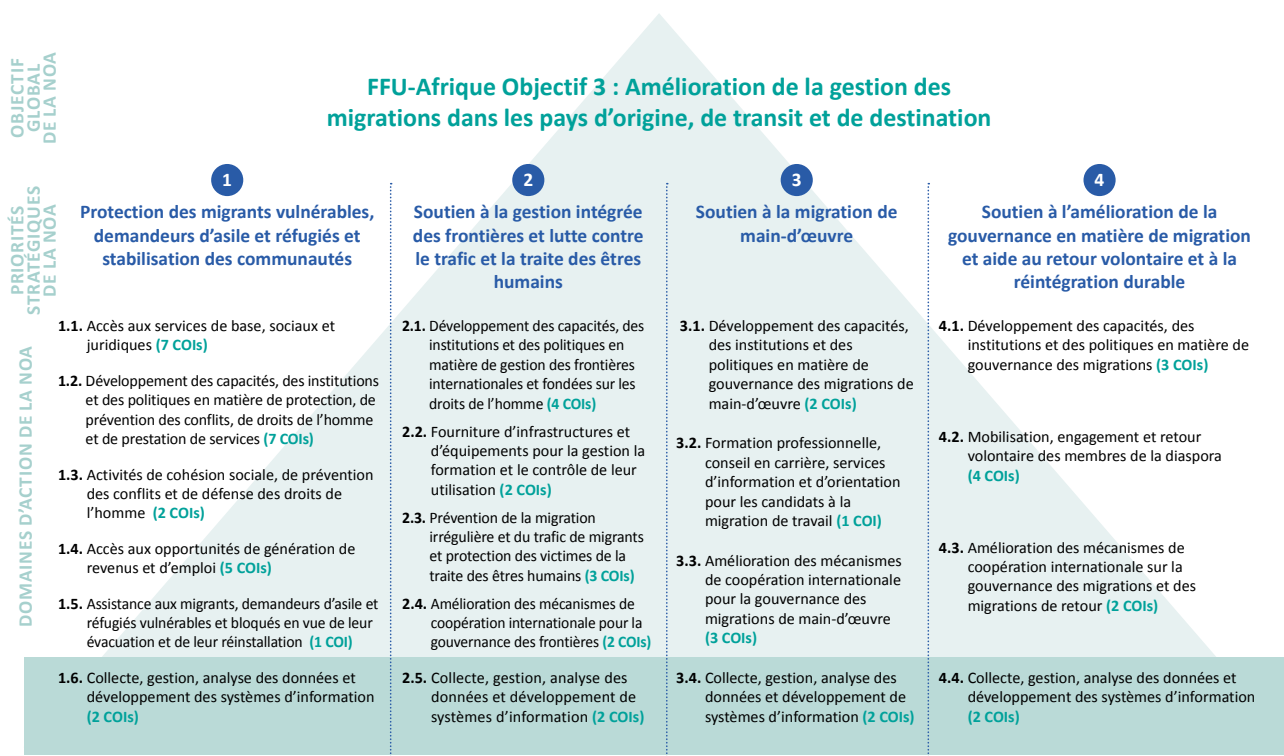 OBJECTIF
GLOBAL
DE LA NOA
FFU-Afrique Objectif 3 : Amélioration de la gestion des
migrations dans les pays d'origine, de transit et de destination
PRIORITÉS
STRATÉGIQUES
DE LA NOA
1
Protection des migrants vulnérables,
demandeurs d'asile et réfugiés et
stabilisation des communautés
2
Soutien à la gestion intégrée
des frontières et lutte contre
le trafic et la traite des êtres
humains
3
Soutien à la migration de
main-d'œuvre
4
Soutien à l'amélioration de la
gouvernance en matière de migration
et aide au retour volontaire et à la
réintégration durable
DOMAINES D'ACTION DE LA NOA
1.1. Accès aux services de base, sociaux et
juridiques (7 COIs)
1.2. Développement des capacités, des institutions
et des politiques en matière de protection, de
prévention des conflits, de droits de l'homme
et de prestation de services (7 COIs)
1.3. Activités de cohésion sociale, de prévention
des conflits et de défense des droits de
l'homme (2 COIs)
1.4. Accès aux opportunités de génération de
revenus et d'emploi (5 COIs)
1.5. Assistance aux migrants, demandeurs d'asile et
réfugiés vulnérables et bloqués en vue de leur
évacuation et de leur réinstallation (1 COI)
1.6. Collecte, gestion, analyse des données et
développement des systèmes d'information
(2 COIs)
2.1. Développement des capacités, des
institutions et des politiques en
matière de gestion des frontières
internationales et fondées sur les
droits de l'homme (4 COIs)
2.2. Fourniture d'infrastructures et
d'équipements pour la gestion la
formation et le contrôle de leur
utilisation (2 COIs)
2.3. Prévention de la migration
irrégulière et du trafic de migrants
et protection des victimes de la
traite des êtres humains (3 COIs)
2.4. Amélioration des mécanismes de
coopération internationale pour la
gouvernance des frontières (2 COIs)
2.5. Collecte, gestion, analyse des
données et développement de
systèmes d'information (2 COIs)
3.1. Développement des capacités,
des institutions et des
politiques en matière de
gouvernance des migrations de
main-d'œuvre (2 COIs)
3.2. Formation professionnelle,
conseil en carrière, services
d'information et d'orientation
pour les candidats à la
migration de travail (1 COI)
3.3. Amélioration des mécanismes
de coopération internationale
pour la gouvernance des
migrations de main-d'œuvre
(3 COIs)
3.4. Collecte, gestion, analyse des
données et développement de
systèmes d'information (2 COIs)
4.1. Développement des capacités, des
institutions et des politiques en matière de
gouvernance des migrations (3 COIs)
4.2. Mobilisation, engagement et retour
volontaire des membres de la diaspora
(4 COIs)
4.3. Amélioration des mécanismes de
coopération internationale sur la
gouvernance des migrations et des
migrations de retour (2 COIs)
4.4. Collecte, gestion, analyse des données et
développement des systèmes d'information
(2 COIs)